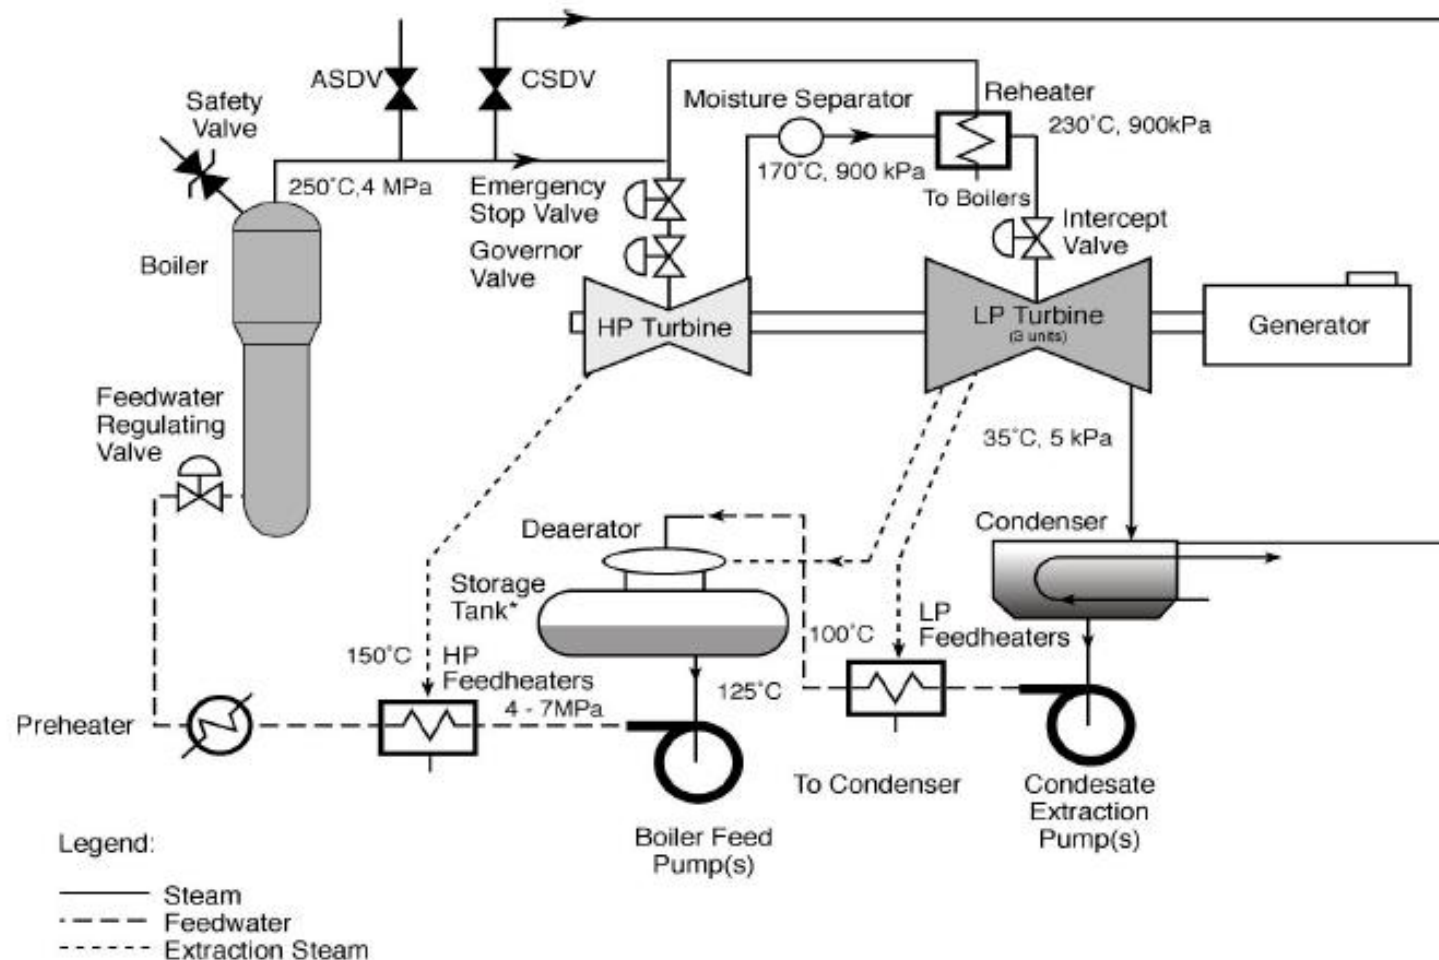 ASDV
CSDV
Safety
Valve
Moisture Separator
Reheater
230°C, 900kPa
170°C, 900 kPa
To Boilers
250°C,4 MPa
Emergency
Stop Valve
Governor
Valve
Intercept
Valve
Boiler
HP Turbine
LP Turbine
(3 units)
Generator
Feedwater
Regulating
Valve
35°C, 5 kPa
Condenser
Deaerator
Storage
Tank*
LP
Feedheaters
100°C
150°C
HP
Feedheaters
4 - 7MPa
125°C
Preheater
To Condenser
Condesate
Extraction
Pump(s)
Boiler Feed
Pump(s)
Legend:
Steam
Feedwater
Extraction Steam